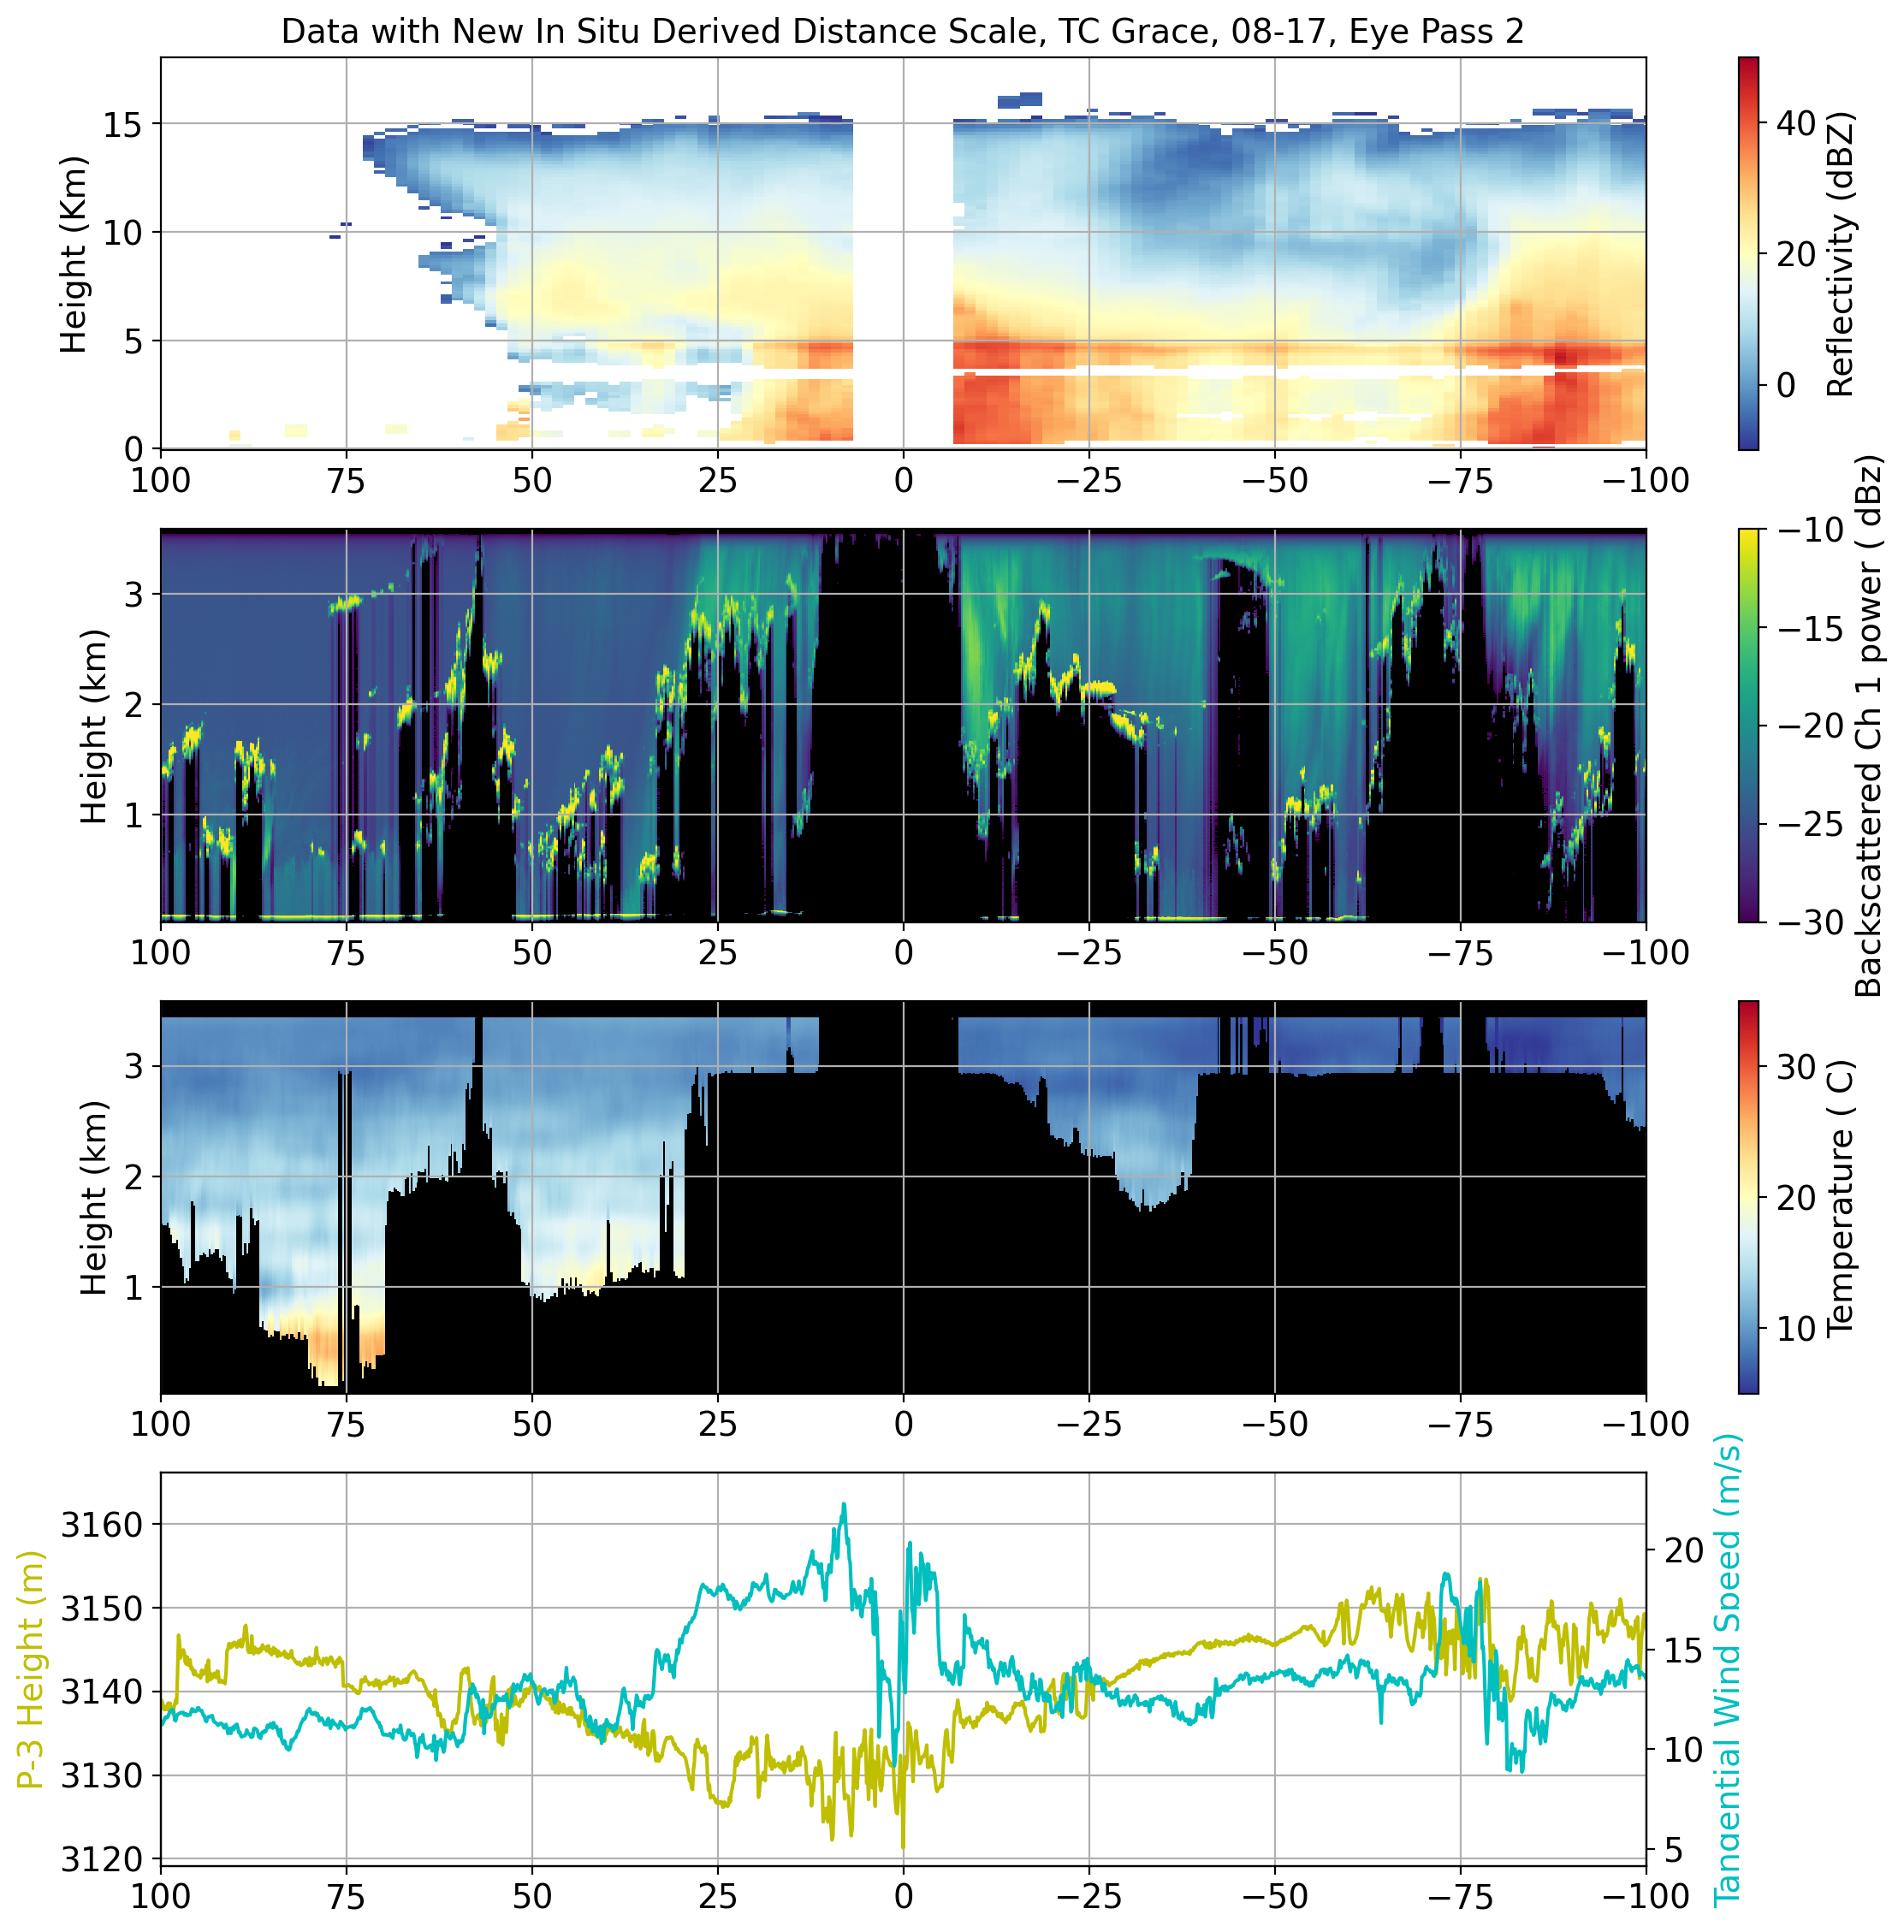 Data with New In Situ Derived Distance Scale, TC Grace, 08-17, Eye Pass 2
Height (Km)
15
10
5
0
100 75 50 25 0 −25 −50 −75 −100
40
20
0
Reflectivity (dBZ)
Height (km)
3
2
1
100 75 50 25 0 −25 −50 −75 −100
−10
−15
−20
−25
−30
Backscattred Ch 1 power ( dBz)
Height (km)
3
2
1
100 75 50 25 0 −25 −50 −75 −100
30
20
10
Temperature ( C)
P-3 Height (m)
3160
3150
3140
3130
3120
100 75 50 25 0 −25 −50 −75 −100
20
15
10
5
Tangential Wind Speed (m/s)